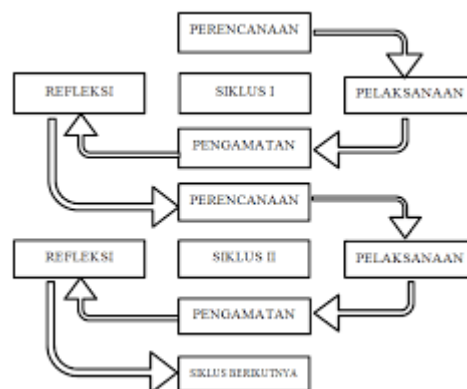 PERENCANAAN
REFLEKSI
SIKLUS I
PELAKSANAAN
PENGAMATAN
PERENCANAAN
REFLEKSI
SIKLUS II
PELAKSANAAN
PENGAMATAN
SIKLUS BERIKUTNYA